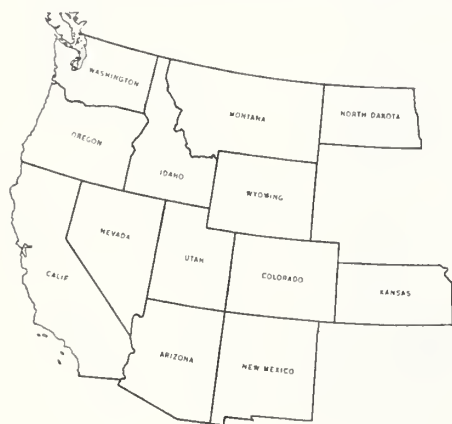 WASHINGTON
MONTANA
NORTH DAKOTA
OREGON
IDAHO
WYOMING
NEVADA
UTAH
COLORADO
CALIF
KANSAS
ARIZONA
NEW MEXICO